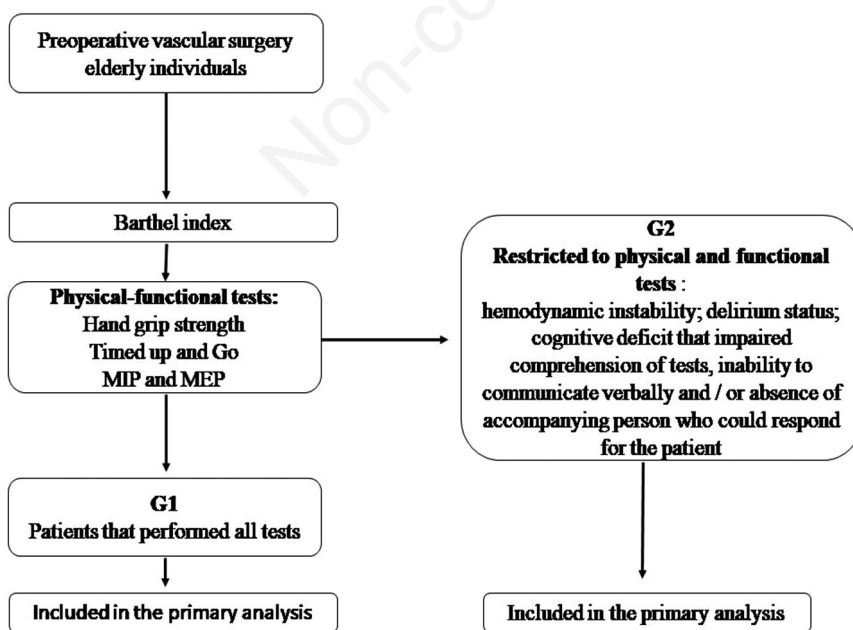 Preoperative vascular surgery
elderly individuals
Barthel index
Physical-functional tests:
Hand grip strength
Timed up and Go
MIP and MEP
G1
Patients that performed all tests
Included in the primary analysis
G2
Restricted to physical and functional
tests :
hemodynamic instability; delirium status;
cognitive deficit that impaired
comprehension of tests, inability to
communicate verbally and / or absence of
accompanying person who could respond
for the patient
Included in the primary analysis
Non-co